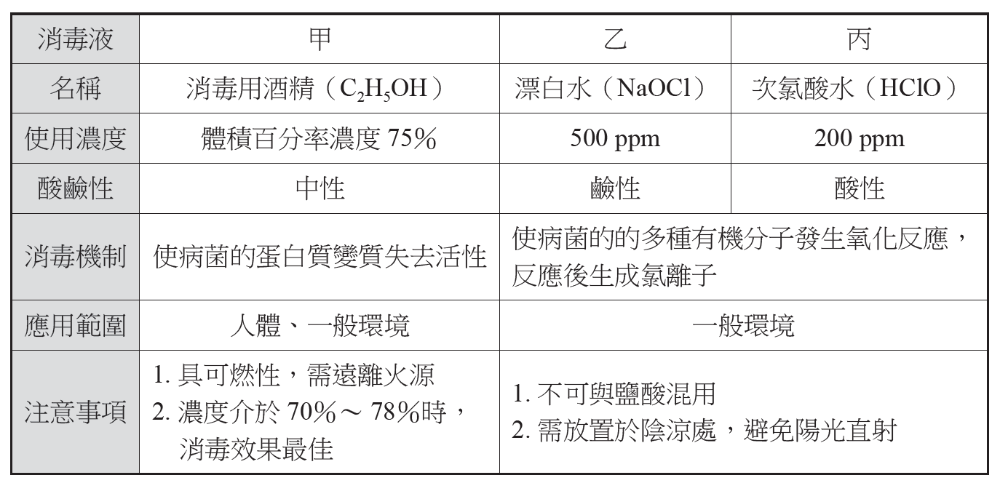 消毒液 甲 乙 丙
名稱 消毒用酒精（C₂H₅OH） 漂白水（NaOCl） 次氯酸水（HClO）
使用濃度 體積百分率濃度 75％ 500 ppm 200 ppm
酸鹼性 中性 鹼性 酸性
消毒機制 使病菌的蛋白質變質失去活性 使病菌的的多種有機分子發生氧化反應，
反應後生成氯離子
應用範圍 人體、一般環境 一般環境
注意事項
1. 具可燃性，需遠離火源
2. 濃度介於 70％～ 78％時，
消毒效果最佳
1. 不可與鹽酸混用
2. 需放置於陰涼處，避免陽光直射